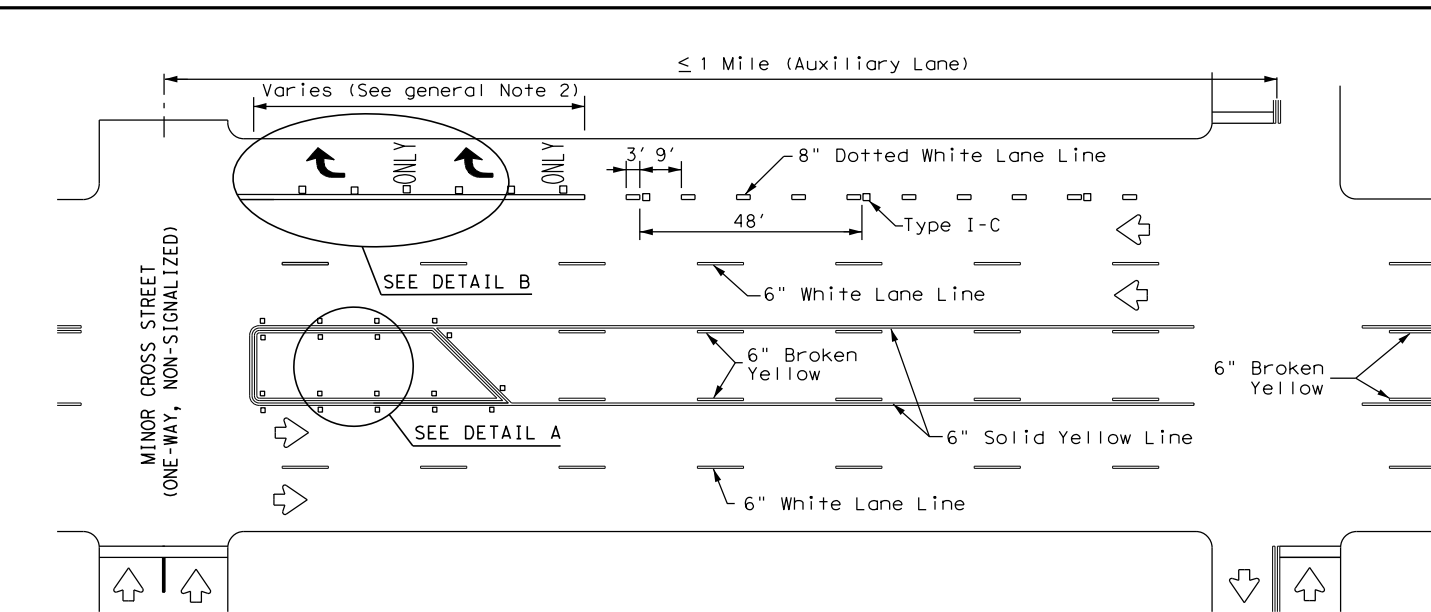 ≤ 1 Mile (Auxiliary Lane)
Varies (See general Note 2)
ONLY
ONLY
3' 9'
8" Dotted White Lane Line
48'
Type I-C
SEE DETAIL B
6" White Lane Line
MINOR CROSS STREET
(ONE-WAY, NON-SIGNALIZED)
6" Broken
Yellow
6" Broken
Yellow
SEE DETAIL A
6" Solid Yellow Line
6" White Lane Line